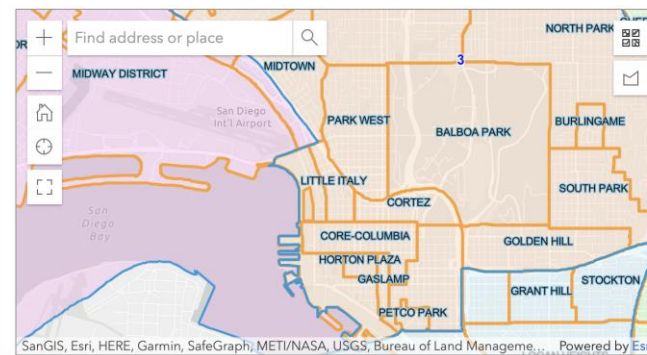 Find address or place
NORTH PARK
3
MIDTOWN
MIDWAY DISTRICT
San Diego
Int'l Airport
PARK WEST
BALBOA PARK
BURLINGAME
LITTLE ITALY
SOUTH PARK
CORTEZ
San
Diego
Bay
CORE-COLUMBIA
GOLDEN HILL
HORTON PLAZA
GASLAMP
STOCKTON
GRANT HILL
PETCO PARK
SanGIS, Esri, HERE, Garmin, SafeGraph, METI/NASA, USGS, Bureau of Land Manageme... Powered by Esri